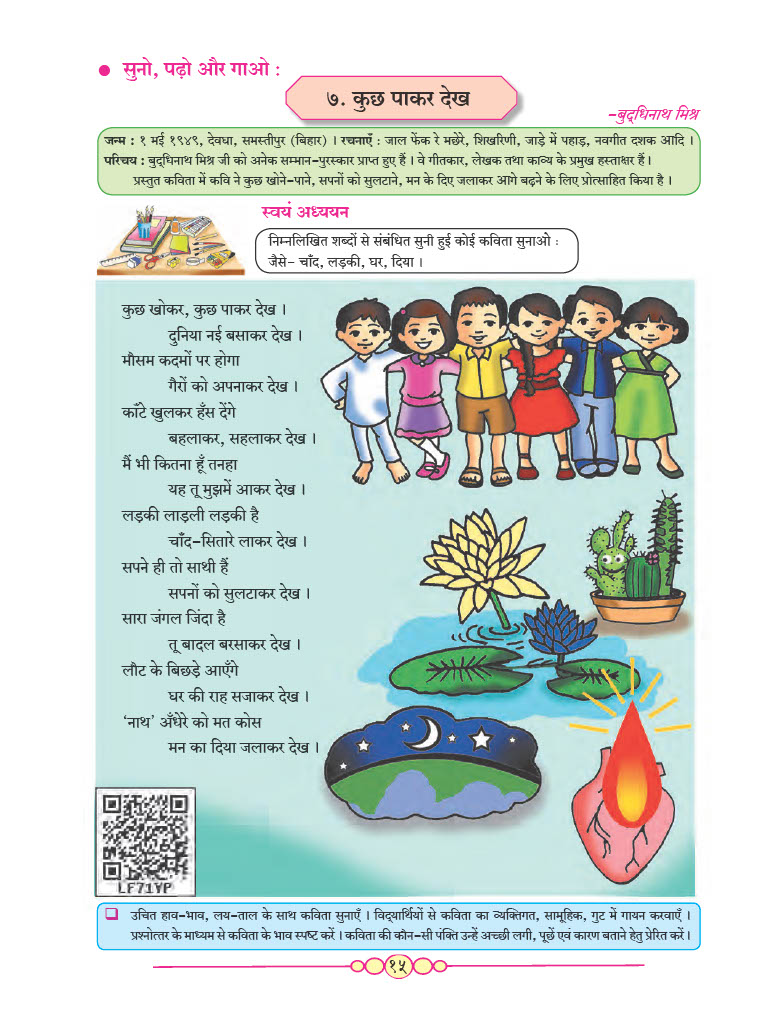 ● सुनो, पढ़ो और गाओ :
७. कुछ पाकर देख
–बुद्‌धिनाथ मिश्र
जन्म : १ मई १९४९, देवधा, समस्तीपुर (बिहार) । रचनाएँ : जाल फेंक रे मछेरे, शिखरिणी, जाड़े में पहाड़, नवगीत दशक आदि ।
परिचय : बुद्‌धिनाथ मिश्र जी को अनेक सम्मान-पुरस्कार प्राप्त हुए हैं । वे गीतकार, लेखक तथा काव्य के प्रमुख हस्ताक्षर हैं ।
प्रस्तुत कविता में कवि ने कुछ खोने-पाने, सपनों को सुलटाने, मन के दिए जलाकर आगे बढ़ने के लिए प्रोत्साहित किया है ।
स्वयं अध्ययन
निम्नलिखित शब्दों से संबंधित सुनी हुई कोई कविता सुनाओ :
जैसे- चाँद, लड़की, घर, दिया ।
कुछ खोकर, कुछ पाकर देख ।
दुनिया नई बसाकर देख ।
मौसम कदमों पर होगा
गैरों को अपनाकर देख ।
काँटे खुलकर हँस देंगे
बहलाकर, सहलाकर देख ।
मैं भी कितना हूँ तनहा
यह तू मुझमें आकर देख ।
लड़की लाड़ली लड़की है
चाँद-सितारे लाकर देख ।
सपने ही तो साथी हैं
सपनों को सुलटाकर देख ।
सारा जंगल जिंदा है
तू बादल बरसाकर देख ।
लौट के बिछड़े आएँगे
घर की राह सजाकर देख ।
‘नाथ’ अँधेरे को मत कोस
मन का दिया जलाकर देख ।
LF71YP
❑ उचित हाव-भाव, लय-ताल के साथ कविता सुनाएँ । विद्‌यार्थियों से कविता का व्यक्तिगत, सामूहिक, गुट में गायन करवाएँ ।
प्रश्नोत्तर के माध्यम से कविता के भाव स्पष्ट करें । कविता की कौन-सी पंक्ति उन्हें अच्छी लगी, पूछें एवं कारण बताने हेतु प्रेरित करें ।
१५